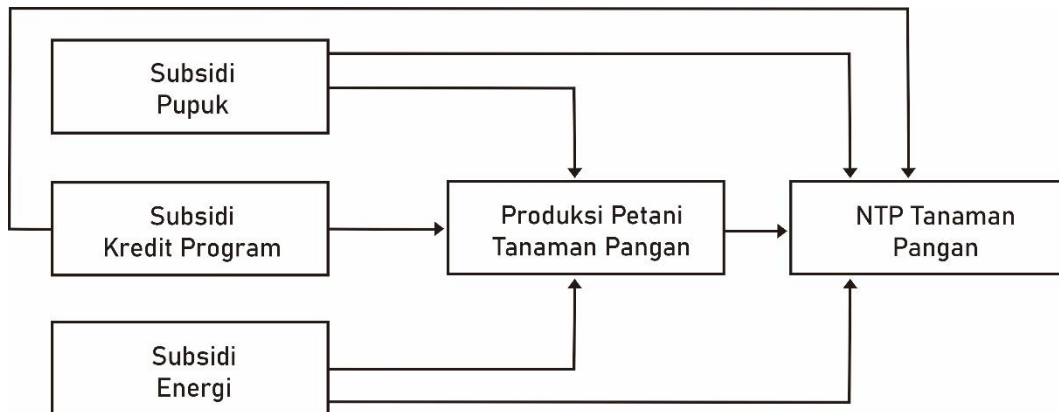 Subsidi
Pupuk
Subsidi
Kredit Program
Produksi Petani
Tanaman Pangan
NTP Tanaman
Pangan
Subsidi
Energi